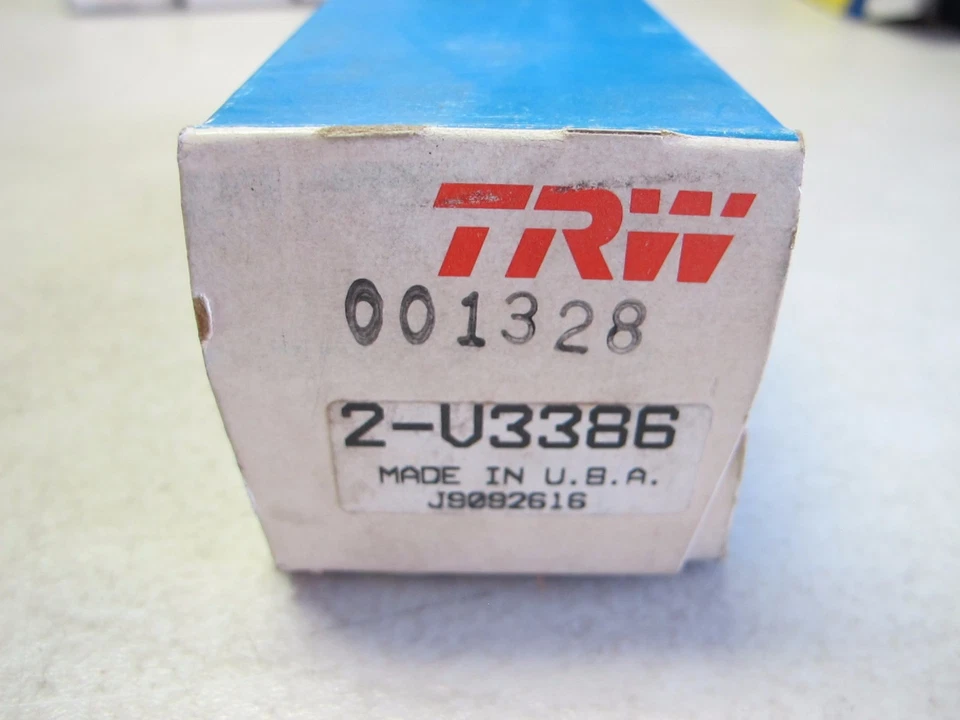 TRW
001328
2-V3386
MADE IN U.S.A.
J9092616